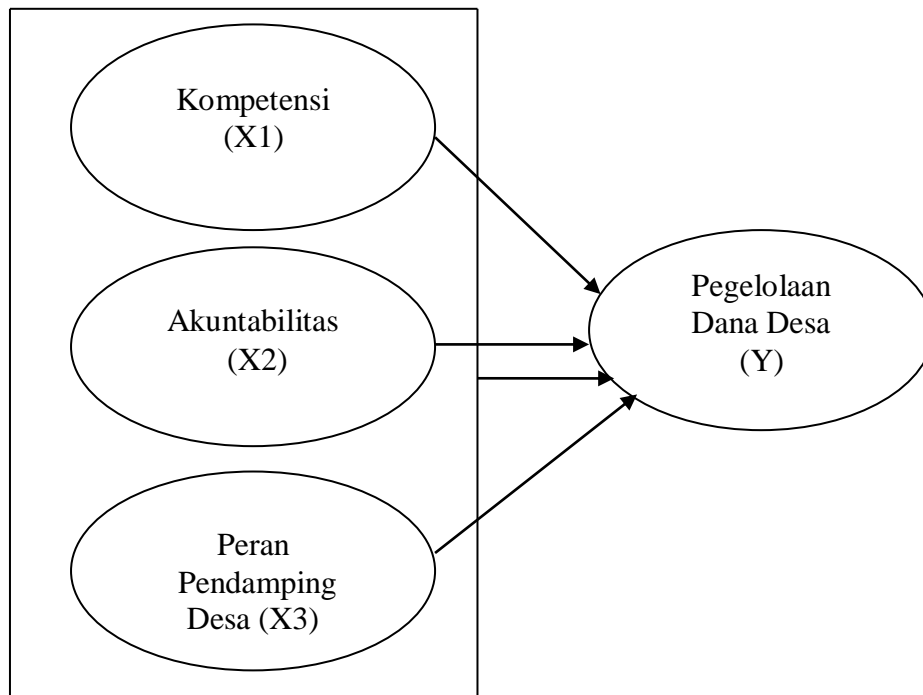 Kompetensi
(X1)
Akuntabilitas
(X2)
Peran
Pendamping
Desa (X3)
Pegelolaan
Dana Desa
(Y)